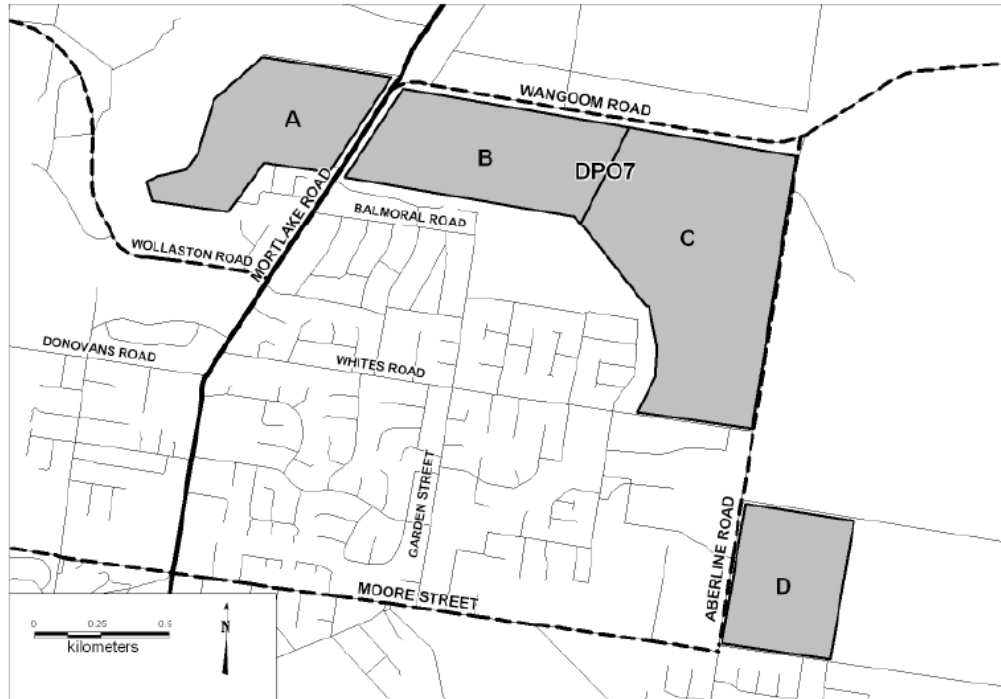 WANGOOM ROAD
A
B
DPO7
MORTLAKE ROAD
BALMORAL ROAD
C
WOLLASTON ROAD
DONOVANS ROAD
WHITES ROAD
GARDEN STREET
ABERLINE ROAD
D
MOORE STREET
0 0.25 0.5
kilometers
N